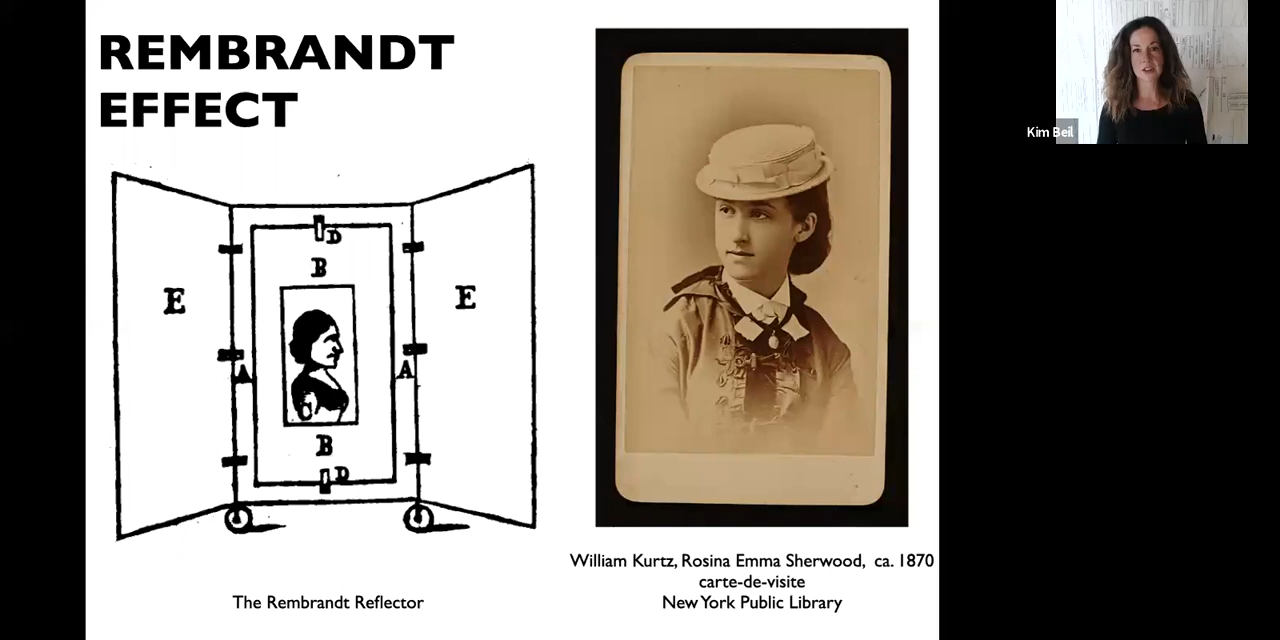 REMBRANDT
EFFECT
D
B
E
E
A
A
C
B
D
The Rembrandt Reflector
William Kurtz, Rosina Emma Sherwood,  ca. 1870
carte-de-visite
New York Public Library
Kim Beil